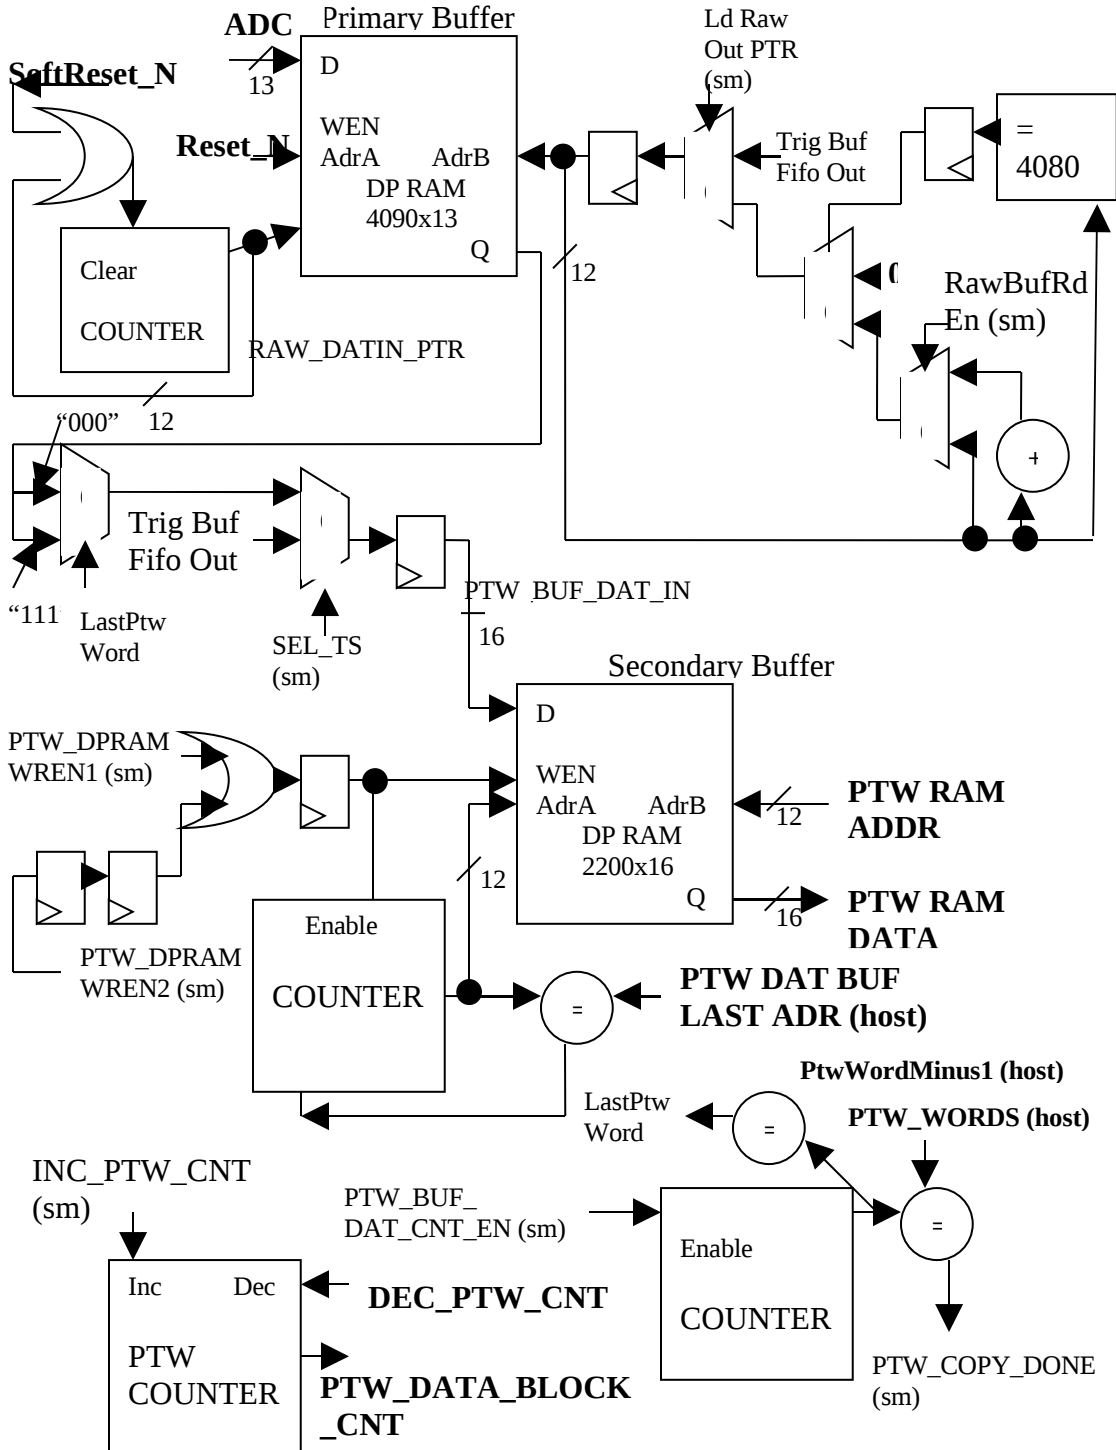 Primary Buffer
ADC
13
SoftReset_N
Reset_N
D
WEN
AdrA AdrB
DP RAM
4090x13
Q
Ld Raw
Out PTR
(sm)
Trig Buf
Fifo Out
=
4080
12
0
RawBufRd
En (sm)
+
Clear
COUNTER
RAW_DATIN_PTR
12
“000”
Trig Buf
Fifo Out
“111
LastPtw
Word
SEL_TS
(sm)
PTW_BUF_DAT_IN
16
Secondary Buffer
D
WEN
AdrA AdrB
DP RAM
2200x16
Q
PTW_DPRAM
WREN1 (sm)
PTW_DPRAM
WREN2 (sm)
12
12
PTW RAM
ADDR
16
PTW RAM
DATA
Enable
COUNTER
=
PTW DAT BUF
LAST ADR (host)
PtwWordMinus1 (host)
LastPtw
Word
=
PTW_WORDS (host)
INC_PTW_CNT
(sm)
PTW_BUF_
DAT_CNT_EN (sm)
Enable
COUNTER
=
Inc Dec
PTW
COUNTER
DEC_PTW_CNT
PTW_DATA_BLOCK
_CNT
PTW_COPY_DONE
(sm)